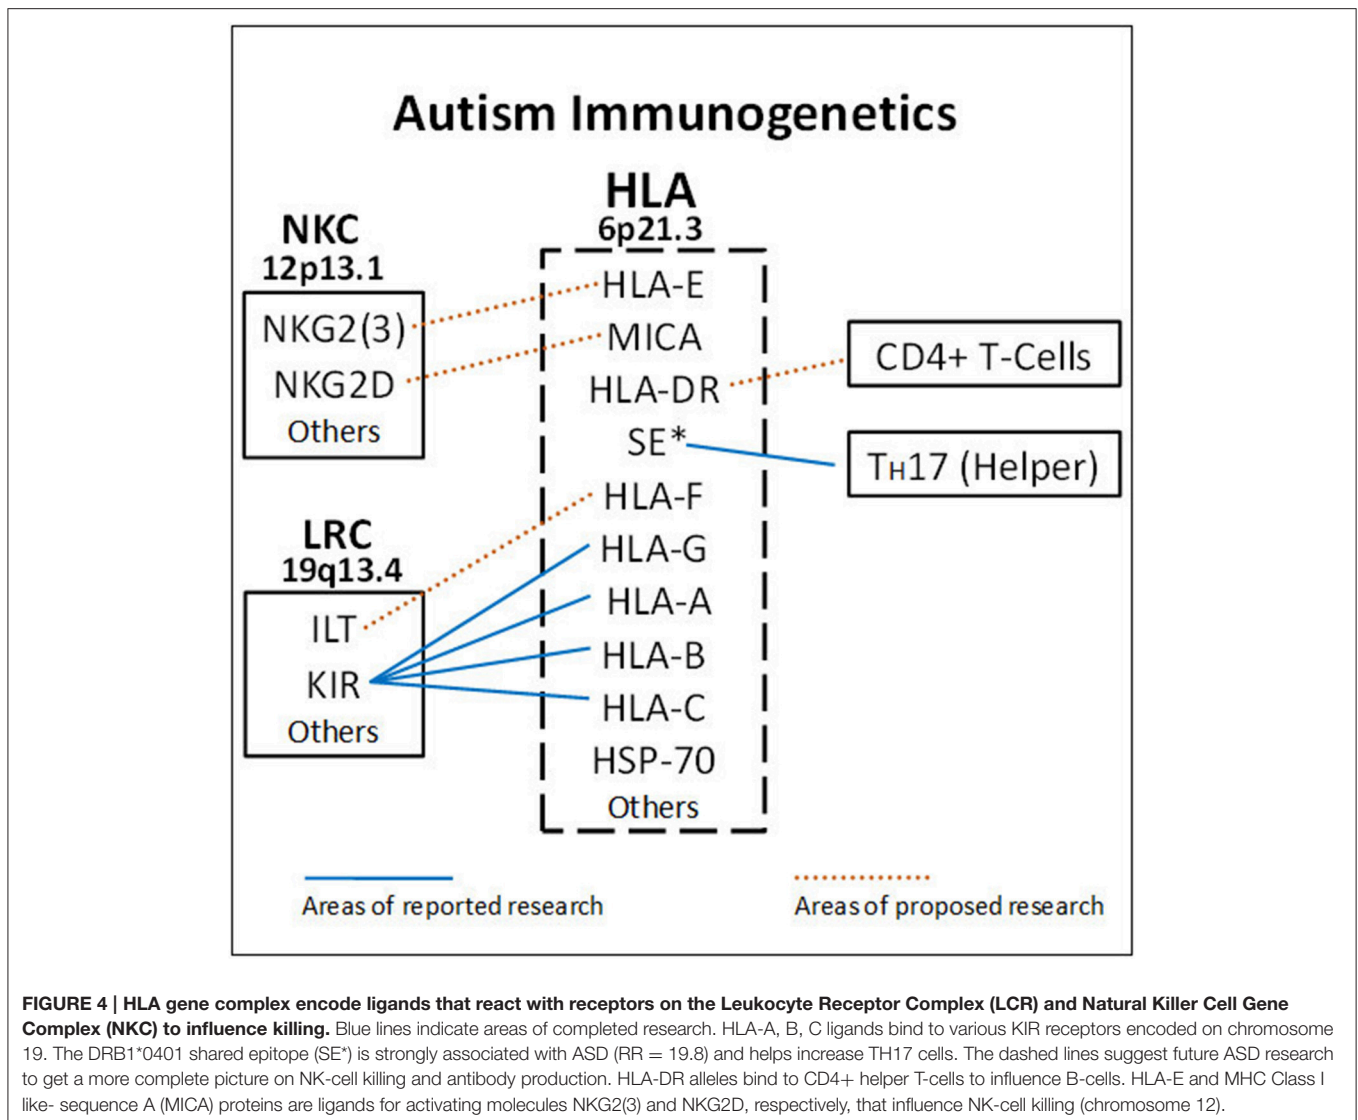 Autism Immunogenetics
HLA
6p21.3
NKC
12p13.1
NKG2(3)
NKG2D
Others
LRC
19q13.4
ILT
KIR
Others
HLA-E
MICA
HLA-DR
SE*
HLA-F
HLA-G
HLA-A
HLA-B
HLA-C
HSP-70
Others
CD4+ T-Cells
TH17 (Helper)
Areas of reported research
Areas of proposed research
FIGURE 4 | HLA gene complex encode ligands that react with receptors on the Leukocyte Receptor Complex (LCR) and Natural Killer Cell Gene
Complex (NKC) to influence killing. Blue lines indicate areas of completed research. HLA-A, B, C ligands bind to various KIR receptors encoded on chromosome
19. The DRB1*0401 shared epitope (SE*) is strongly associated with ASD (RR = 19.8) and helps increase TH17 cells. The dashed lines suggest future ASD research
to get a more complete picture on NK-cell killing and antibody production. HLA-DR alleles bind to CD4+ helper T-cells to influence B-cells. HLA-E and MHC Class I
like- sequence A (MICA) proteins are ligands for activating molecules NKG2(3) and NKG2D, respectively, that influence NK-cell killing (chromosome 12).